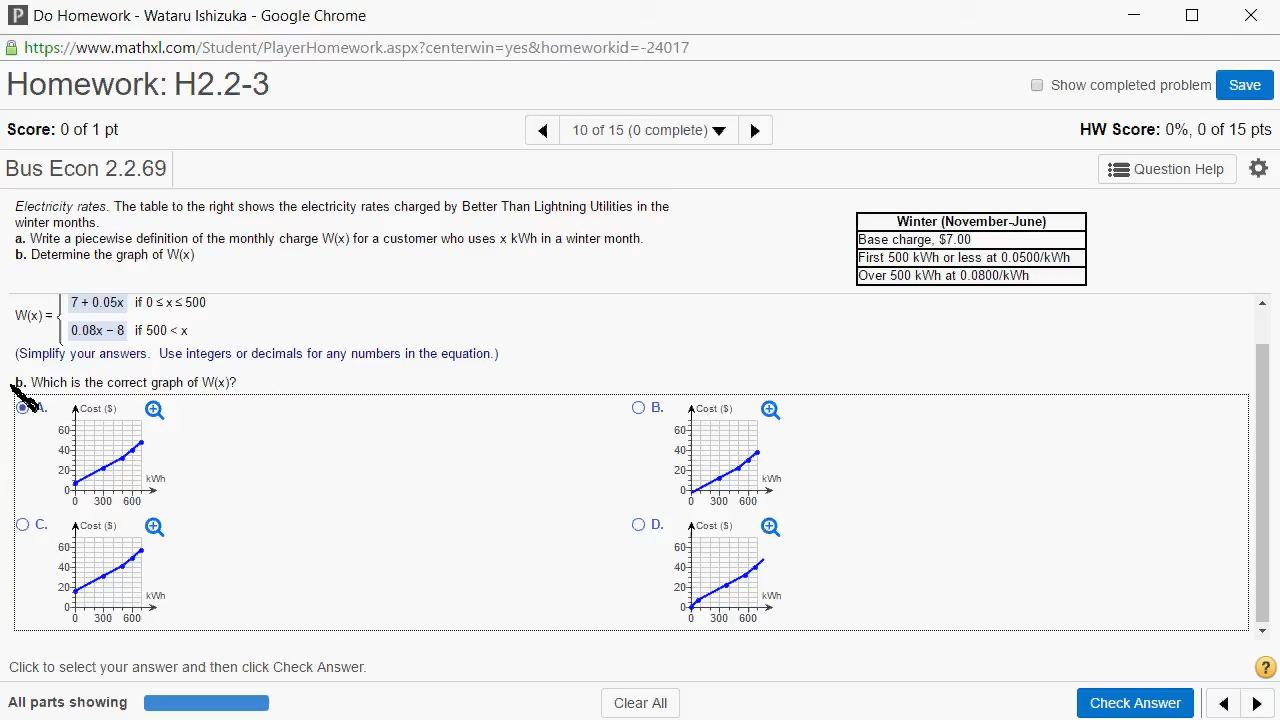 P Do Homework - Wataru Ishizuka - Google Chrome
https://www.mathxl.com/Student/PlayerHomework.aspx?centerwin=yes&homeworkid=-24017
Homework: H2.2-3
Show completed problem Save
Score: 0 of 1 pt
10 of 15 (0 complete)
HW Score: 0%, 0 of 15 pts
Bus Econ 2.2.69
Question Help
Electricity rates. The table to the right shows the electricity rates charged by Better Than Lightning Utilities in the
winter months.
a. Write a piecewise definition of the monthly charge W(x) for a customer who uses x kWh in a winter month.
b. Determine the graph of W(x)
Winter (November-June)
Base charge, $7.00
First 500 kWh or less at 0.0500/kWh
Over 500 kWh at 0.0800/kWh
7 + 0.05x if 0 ≤ x ≤ 500
W(x) =
0.08x − 8 if 500 < x
(Simplify your answers. Use integers or decimals for any numbers in the equation.)
b. Which is the correct graph of W(x)?
A.
Cost ($)
60
40
20
0
kWh
0 300 600
B.
Cost ($)
60
40
20
0
kWh
0 300 600
C.
Cost ($)
60
40
20
0
kWh
0 300 600
D.
Cost ($)
60
40
20
0
kWh
0 300 600
Click to select your answer and then click Check Answer.
?
All parts showing
Clear All
Check Answer